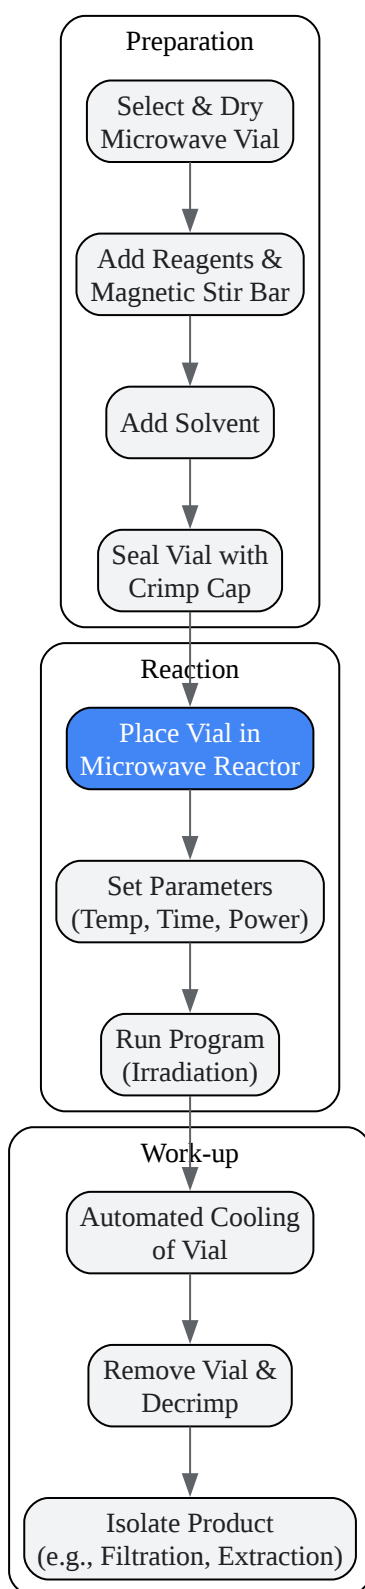 Preparation
Select & Dry
Microwave Vial
Add Reagents &
Magnetic Stir Bar
Add Solvent
Seal Vial with
Crimp Cap
Reaction
Place Vial in
Microwave Reactor
Set Parameters
(Temp, Time, Power)
Run Program
(Irradiation)
Work-up
Automated Cooling
of Vial
Remove Vial &
Decrimp
Isolate Product
(e.g., Filtration, Extraction)